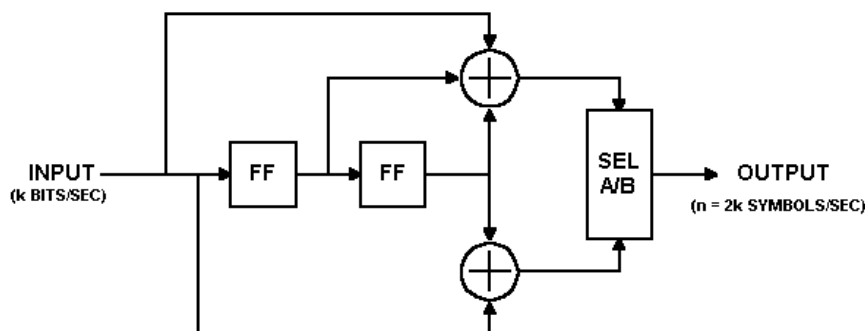 INPUT
(k BITS/SEC)
FF
FF
SEL
A/B
OUTPUT
(n = 2k SYMBOLS/SEC)